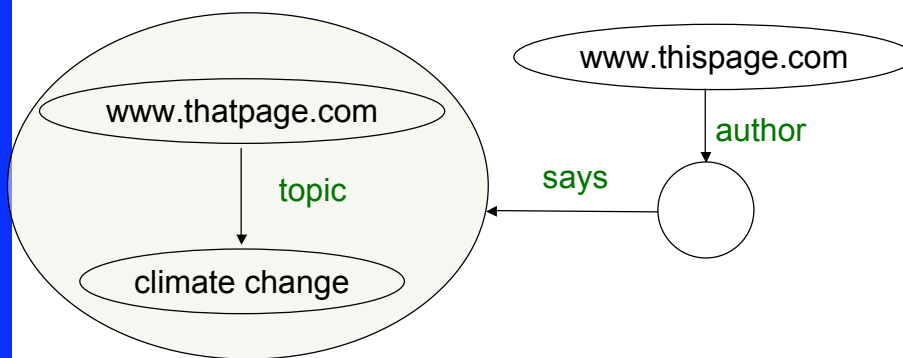 www.thispage.com
www.thatpage.com
author
says
topic
climate change